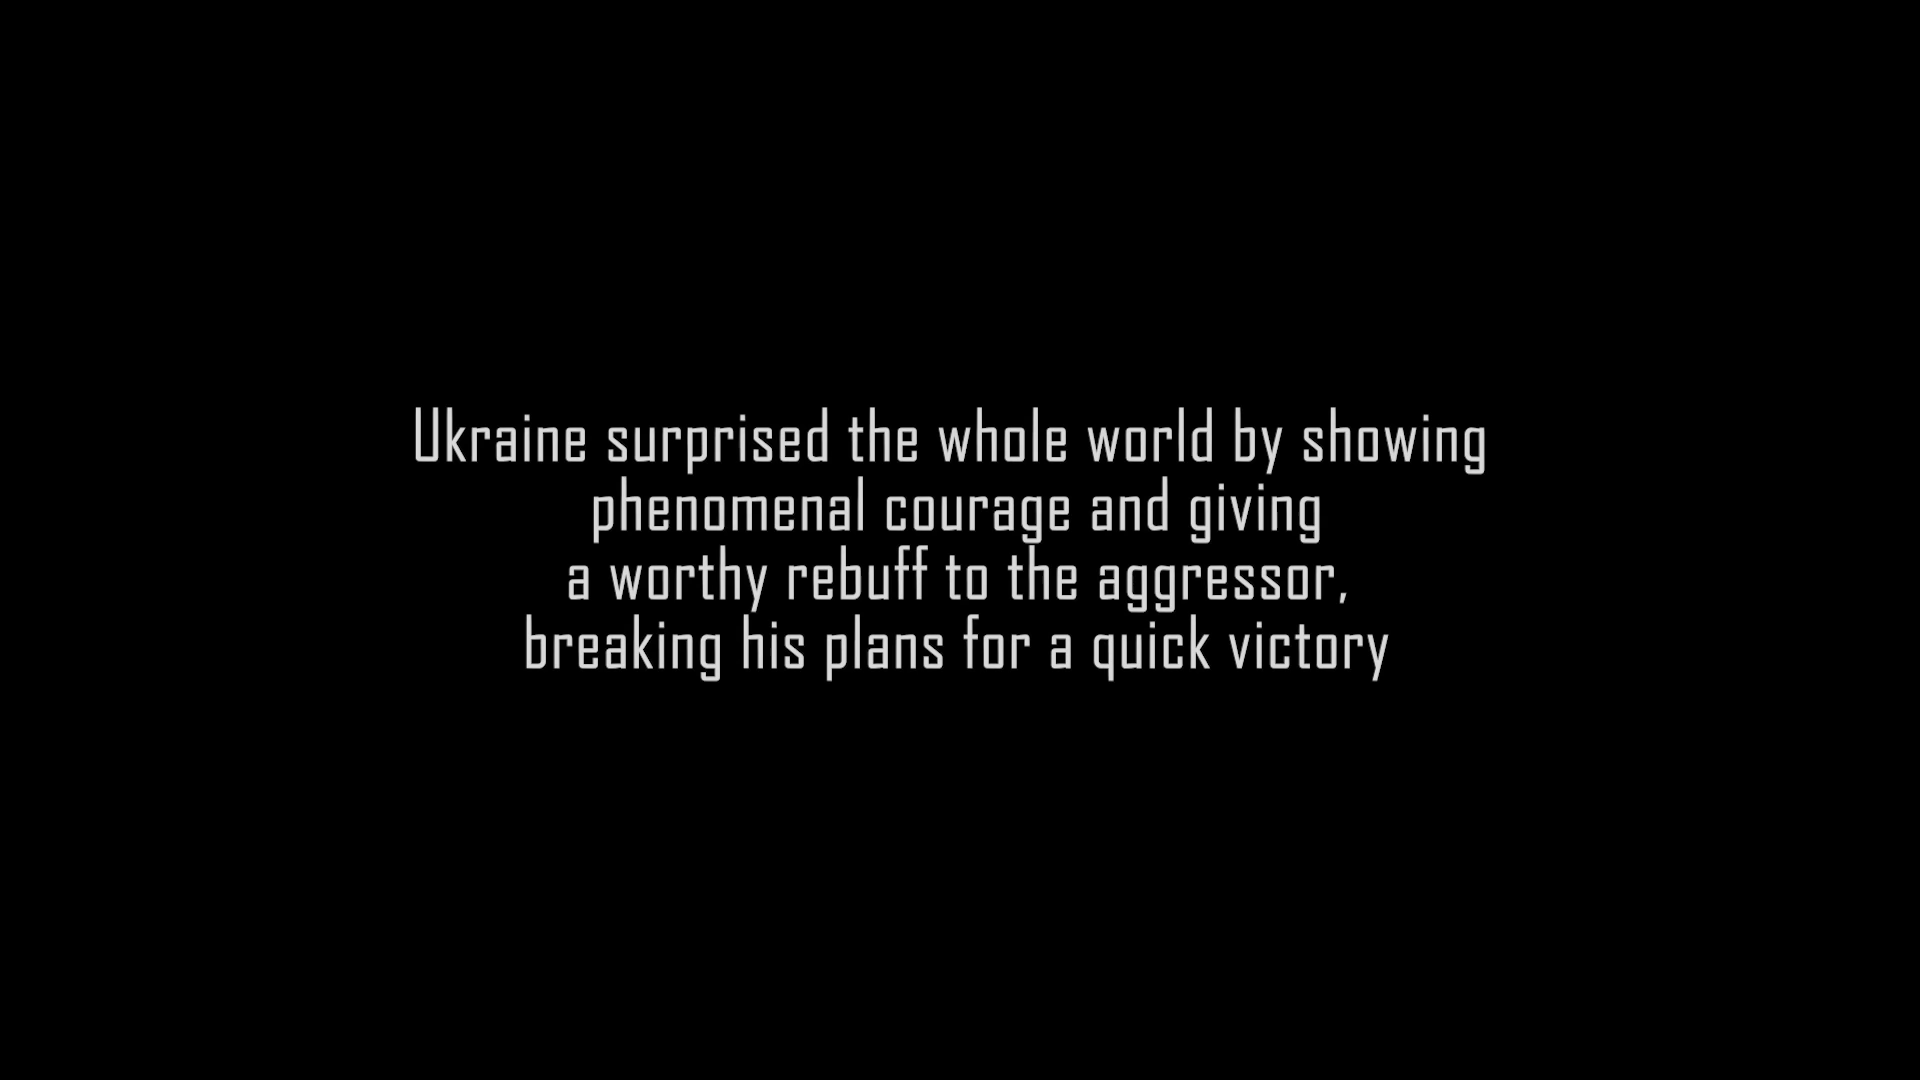 Ukraine surprised the whole world by showing
phenomenal courage and giving
a worthy rebuff to the aggressor,
breaking his plans for a quick victory